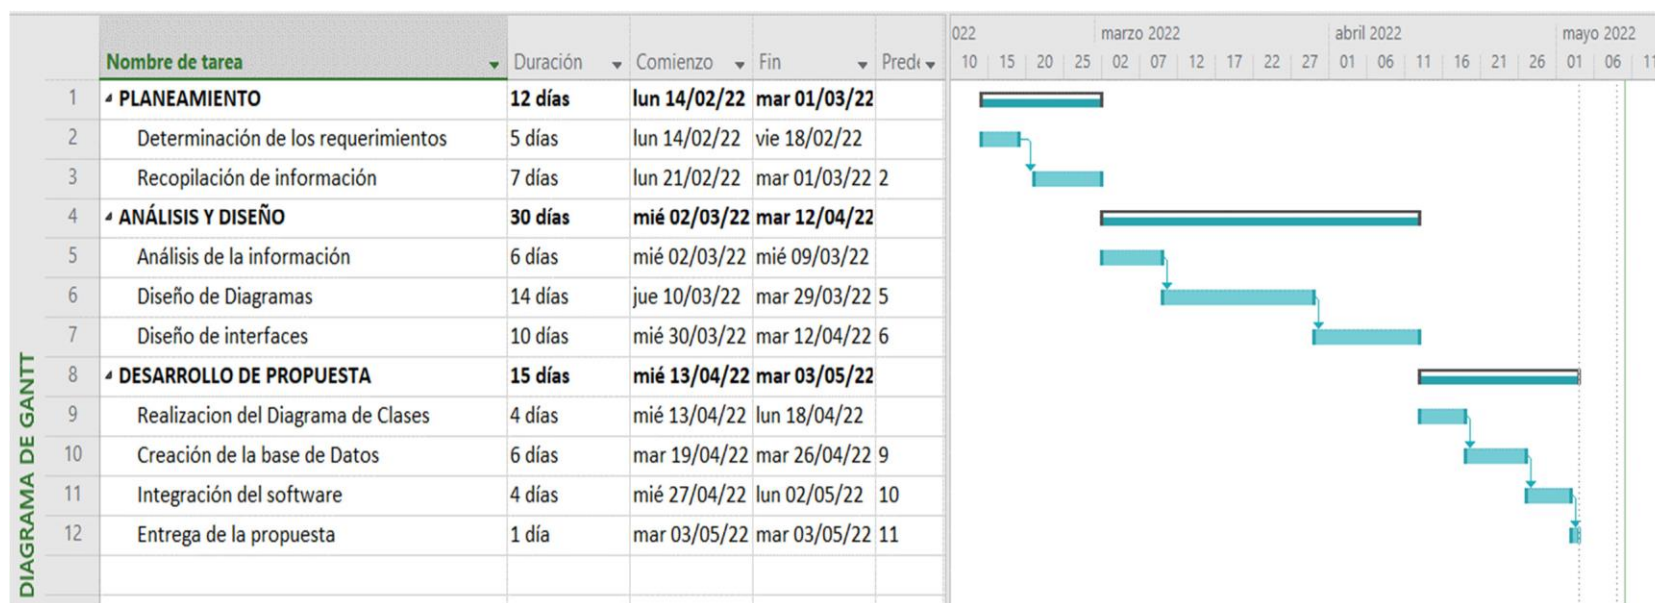 022 marzo 2022 abril 2022 mayo 2022
Nombre de tarea Duración Comienzo Fin Prede 10 15 20 25 02 07 12 17 22 27 01 06 11 16 21 26 01 06 11
1 PLANEAMIENTO 12 días lun 14/02/22 mar 01/03/22
2 Determinación de los requerimientos 5 días lun 14/02/22 vie 18/02/22
3 Recopilación de información 7 días lun 21/02/22 mar 01/03/22 2
4 ANÁLISIS Y DISEÑO 30 días mié 02/03/22 mar 12/04/22
5 Análisis de la información 6 días mié 02/03/22 mié 09/03/22
6 Diseño de Diagramas 14 días jue 10/03/22 mar 29/03/22 5
7 Diseño de interfaces 10 días mié 30/03/22 mar 12/04/22 6
8 DESARROLLO DE PROPUESTA 15 días mié 13/04/22 mar 03/05/22
9 Realizacion del Diagrama de Clases 4 días mié 13/04/22 lun 18/04/22
10 Creación de la base de Datos 6 días mar 19/04/22 mar 26/04/22 9
11 Integración del software 4 días mié 27/04/22 lun 02/05/22 10
12 Entrega de la propuesta 1 día mar 03/05/22 mar 03/05/22 11
DIAGRAMA DE GANTT